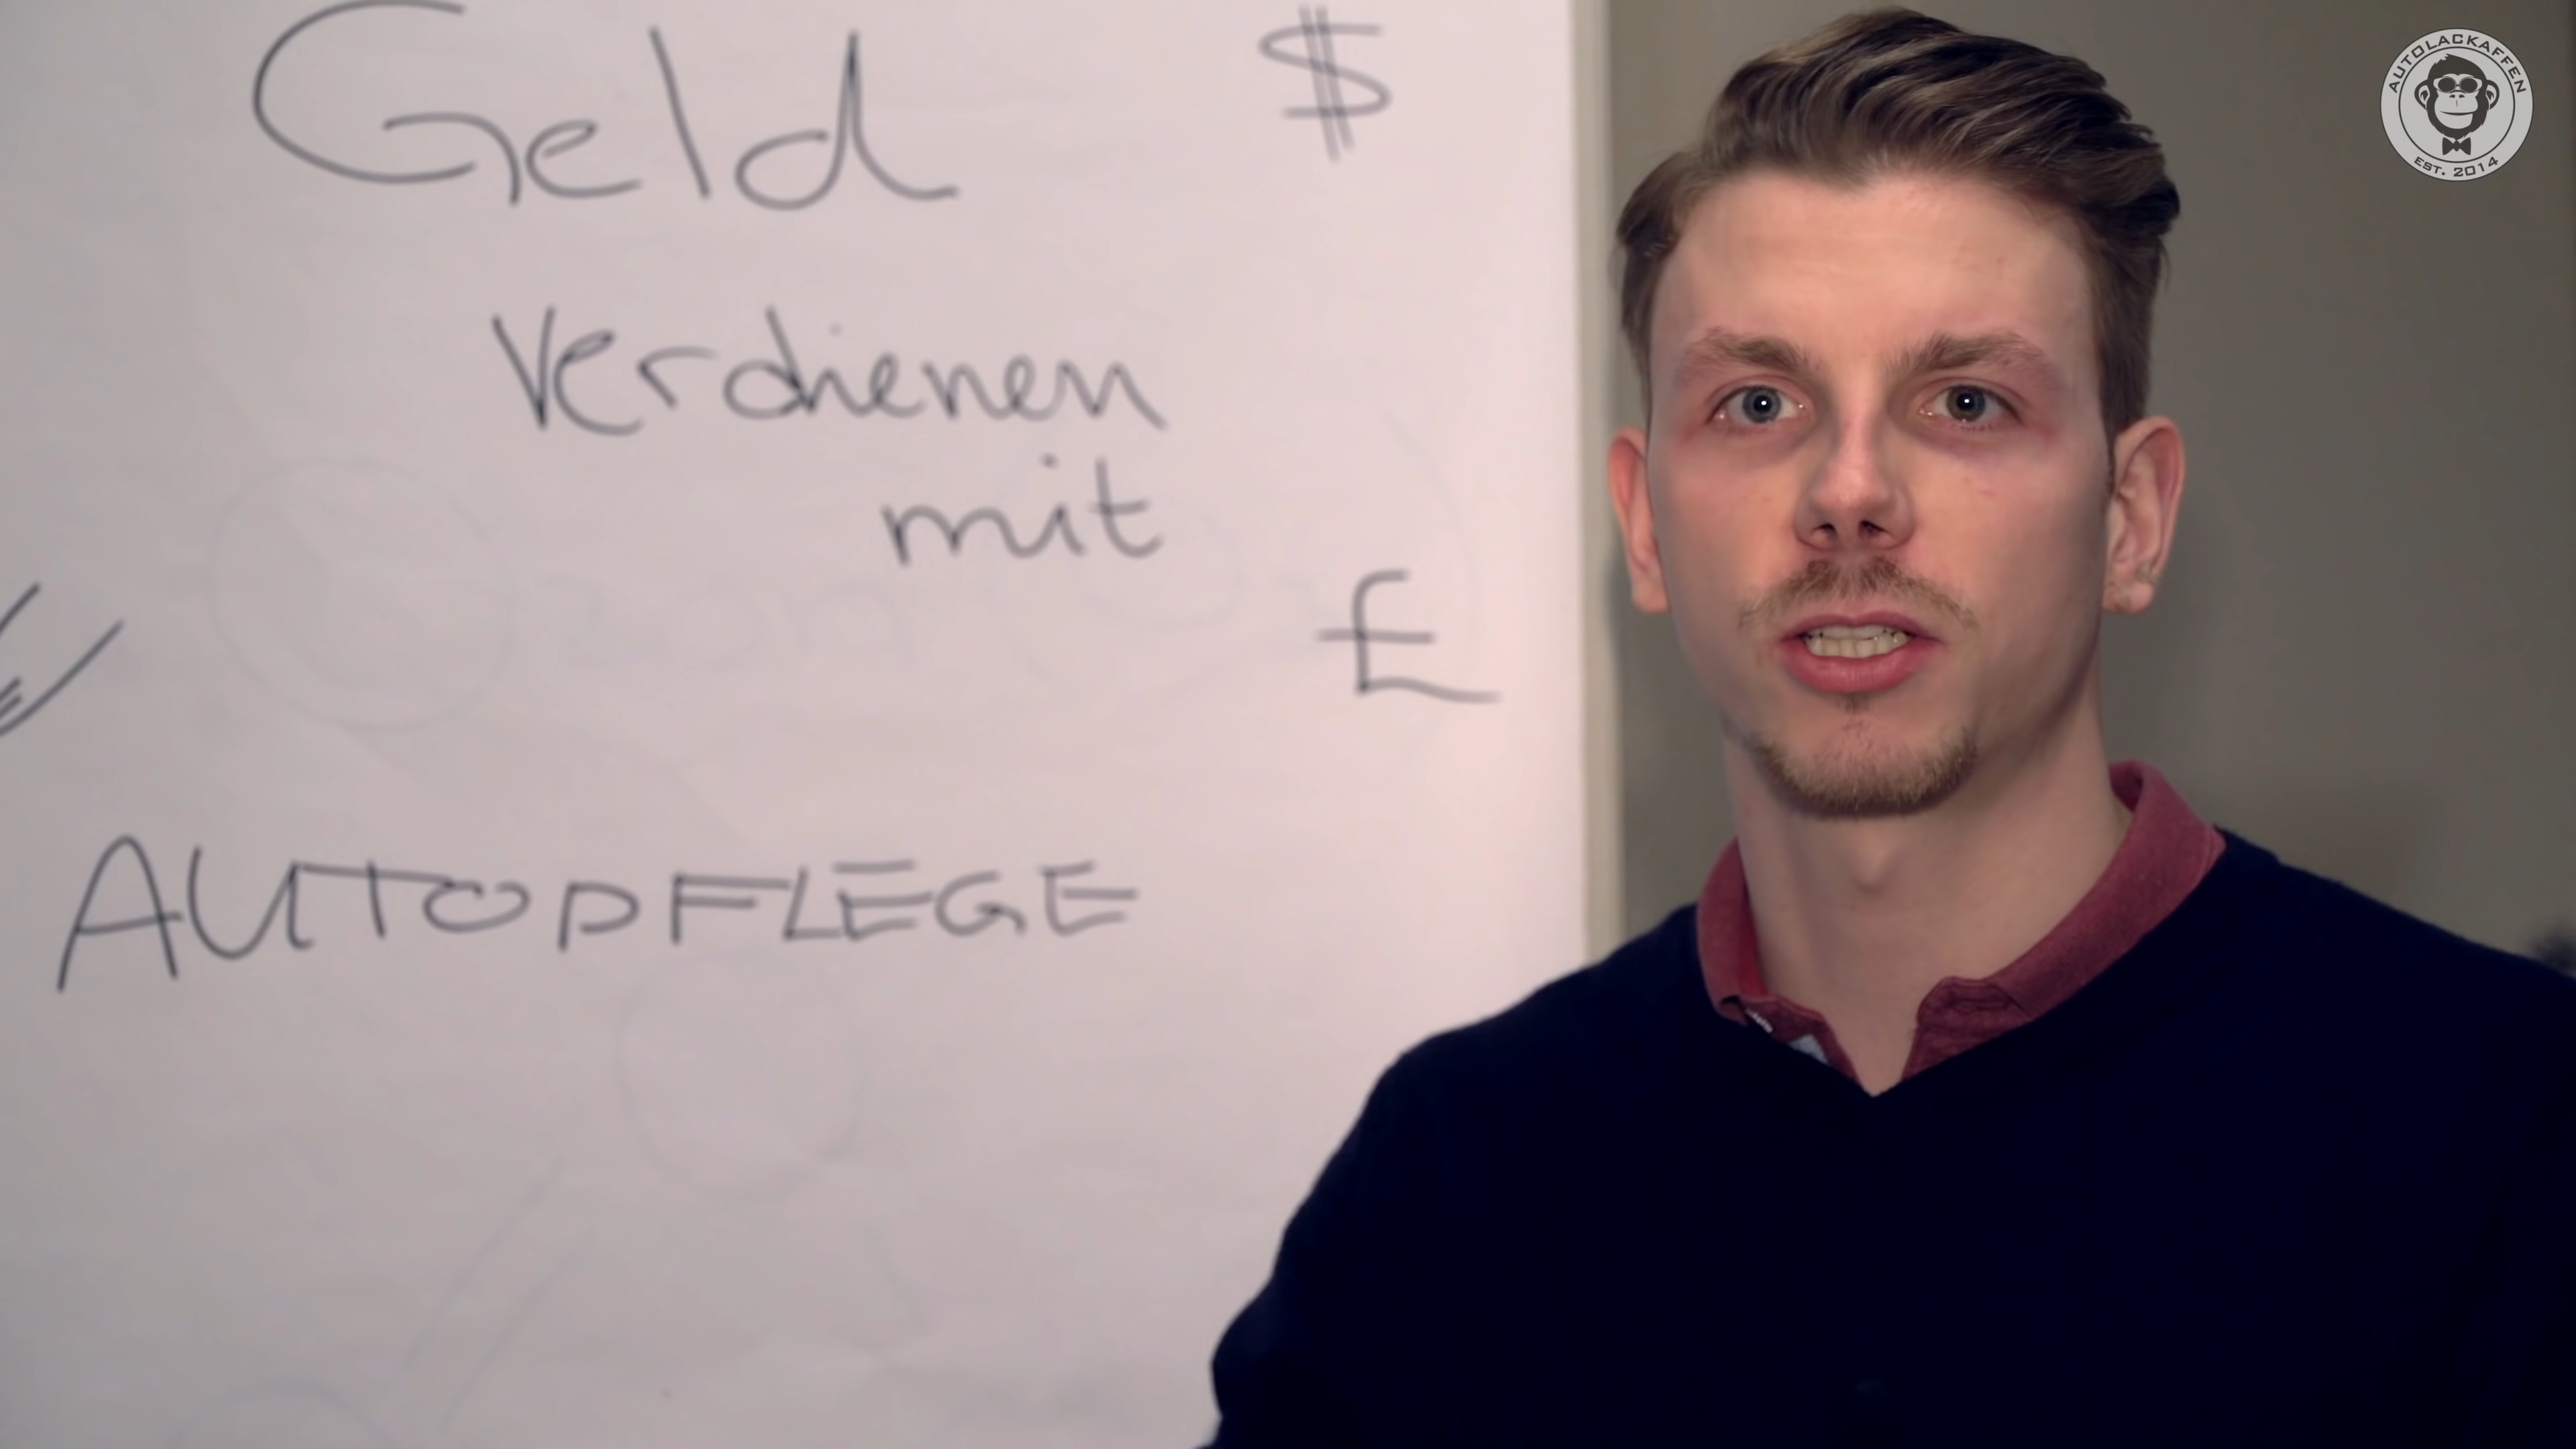 Geld $
Verdienen
mit
£
AUTOPFLEGE
AUTOLACKAFFEN
EST. 2014